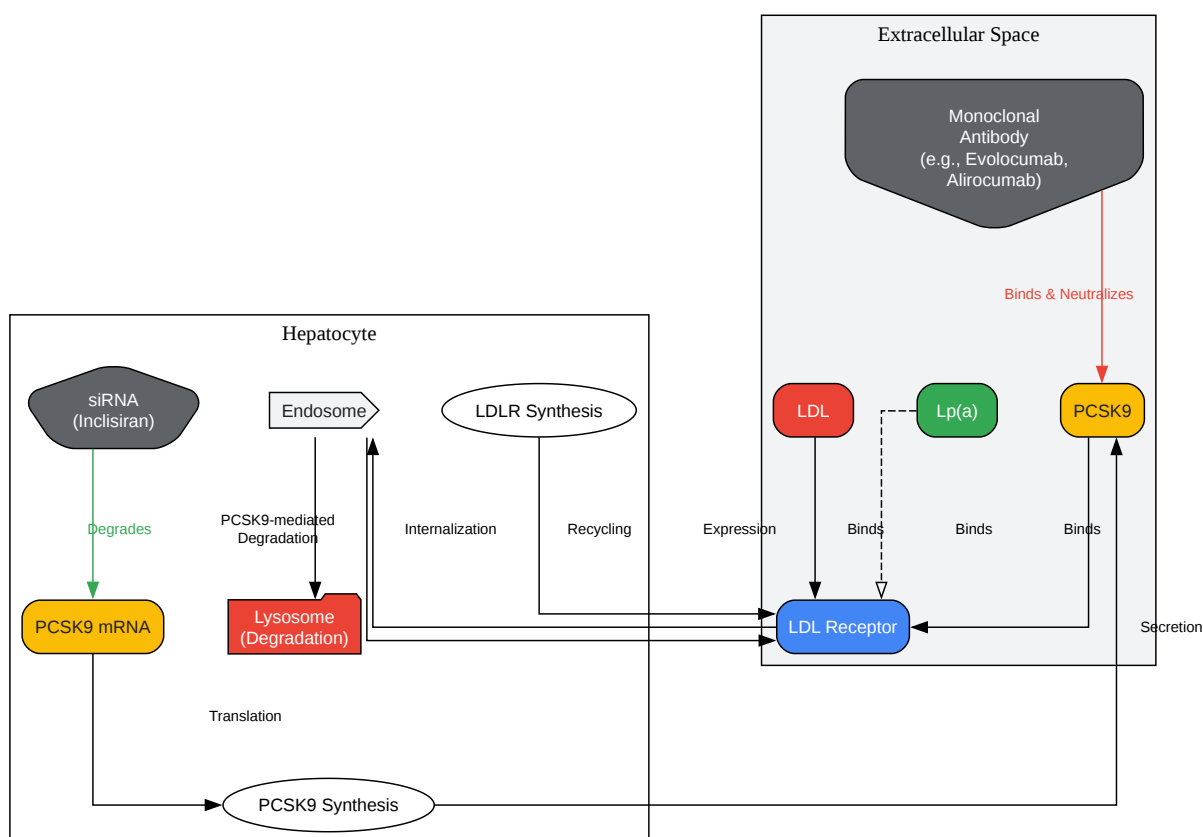 Extracellular Space
Monoclonal
Antibody
(e.g., Evolocumab,
Alirocumab)
Binds & Neutralizes
Hepatocyte
siRNA
(Inclisiran)
Endosome
LDLR Synthesis
LDL
Lp(a)
PCSK9
Degrades
PCSK9-mediated
Degradation
Internalization
Recycling
Expression
Binds
Binds
Binds
PCSK9 mRNA
Lysosome
(Degradation)
LDL Receptor
Secretion
Translation
PCSK9 Synthesis